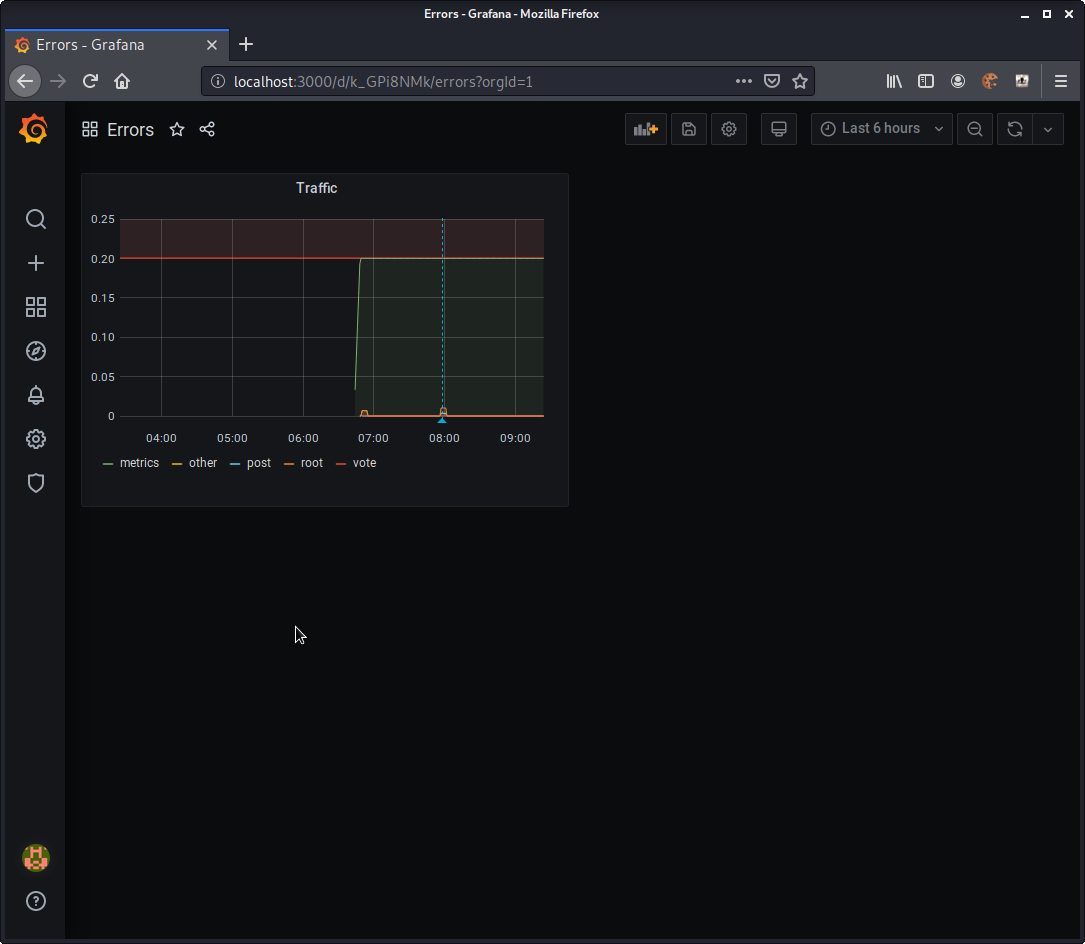 Errors - Grafana - Mozilla Firefox
Errors - Grafana
localhost:3000/d/k_GPi8NMk/errors?orgId=1
Errors
Last 6 hours
Traffic
0.25
0.20
0.15
0.10
0.05
0
04:00 05:00 06:00 07:00 08:00 09:00
metrics other post root vote